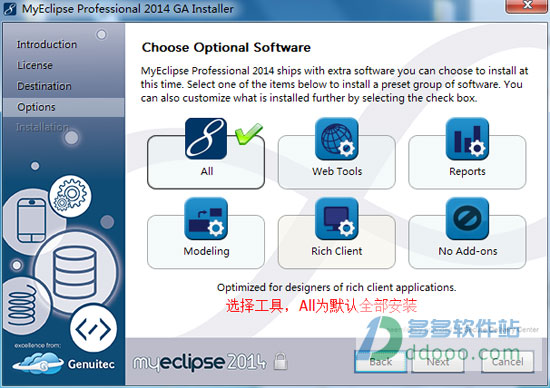 MyEclipse Professional 2014 GA Installer
Introduction
License
Destination
Options
Installation
Choose Optional Software
MyEclipse Professional 2014 ships with extra software you can choose to install at
this time. Select one of the items below to install a preset group of software. You
can also customize what is installed further by selecting the check box.
All
Web Tools
Reports
Modeling
Rich Client
No Add-ons
Optimized for designers of rich client applications.
选择工具，All为默认全部安装
Center
excellence from:
Genuitec
myeclipse 2014
多多软件站
ddooo.com
Back
Next
Cancel